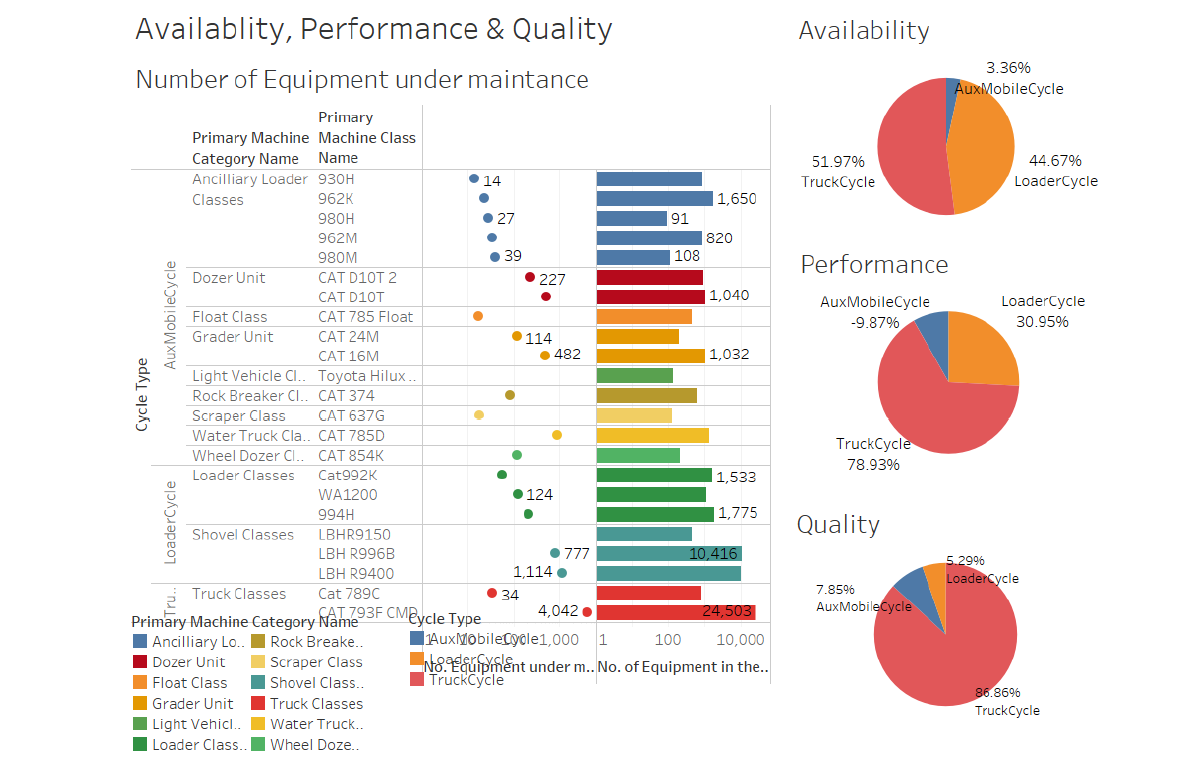 Availablity, Performance & Quality
Number of Equipment under maintance
Primary Machine
Category Name
Primary
Machine Class
Name
Cycle Type
AuxMobileCycle
Ancilliary Loader
Classes
930H
14
962K
1,650
980H
27
91
962M
820
980M
39
108
Dozer Unit
CAT D10T 2
227
CAT D10T
1,040
Float Class
CAT 785 Float
Grader Unit
CAT 24M
114
CAT 16M
482
1,032
Light Vehicle Cl..
Toyota Hilux ..
Rock Breaker Cl..
CAT 374
Scraper Class
CAT 637G
Water Truck Cla..
CAT 785D
Wheel Dozer Cl..
CAT 854K
LoaderCycle
Loader Classes
Cat992K
1,533
WA1200
124
994H
1,775
Shovel Classes
LBHR9150
LBH R996B
777
10,416
LBH R9400
1,114
Tru..
Truck Classes
Cat 789C
34
CAT 793F CMD
4,042
24,503
1
10
100
1,000
1
100
10,000
No. Equipment under m..
No. of Equipment in the..
Primary Machine Category Name
Ancilliary Lo..
Dozer Unit
Float Class
Grader Unit
Light Vehicl..
Loader Class..
Rock Breake..
Scraper Class
Shovel Class..
Truck Classes
Water Truck..
Wheel Doze..
Cycle Type
AuxMobileCycle
LoaderCycle
TruckCycle
Availability
3.36%
AuxMobileCycle
51.97%
TruckCycle
44.67%
LoaderCycle
Performance
AuxMobileCycle
-9.87%
LoaderCycle
30.95%
TruckCycle
78.93%
Quality
5.29%
LoaderCycle
7.85%
AuxMobileCycle
86.86%
TruckCycle